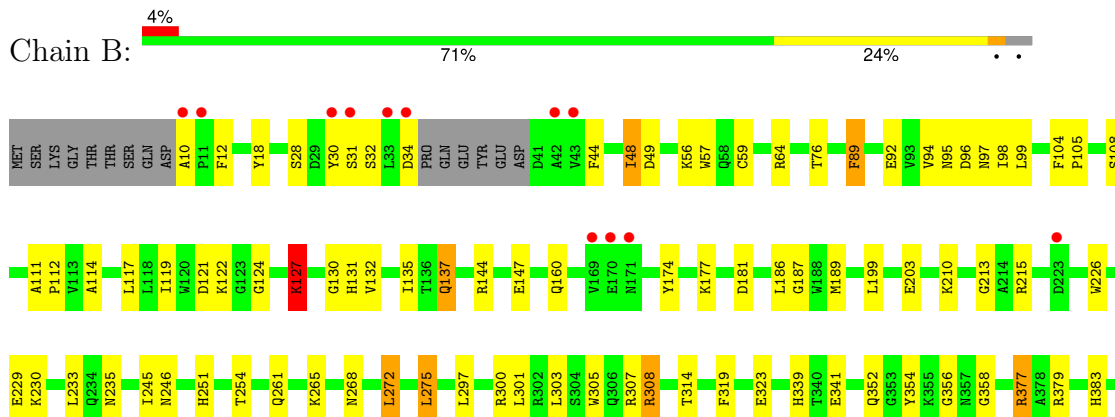 4%
Chain B:
71% 24% • •
MET SER LYS GLY THR THR SER GLN ASP A10 P11 F12 Y18 S28 D29 Y30 S31 S32 L33 D34 PRO GLN GLU TYR GLU ASP D41 A42 V43 F44 I48 D49 K56 W57 Q58 C59 R64 T76 F89 E92 V93 V94 N95 D96 N97 I98 L99 F104 P105 S108
A111 P112 V113 A114 L117 L118 I119 W120 D121 K122 G123 G124 K127 G130 H131 V132 I135 T136 Q137 R144 E147 Q160 V169 E170 N171 Y174 K177 D181 L186 G187 W188 M189 L199 E203 K210 G213 A214 R215 D223 W226
E229 K230 L233 Q234 N235 I245 N246 H251 T254 Q261 K265 N268 L272 L275 L297 R300 L301 R302 L303 S304 W305 Q306 R307 R308 T314 F319 E323 H339 T340 E341 Q352 G353 Y354 K355 G356 N357 G358 R377 A378 R379 H383